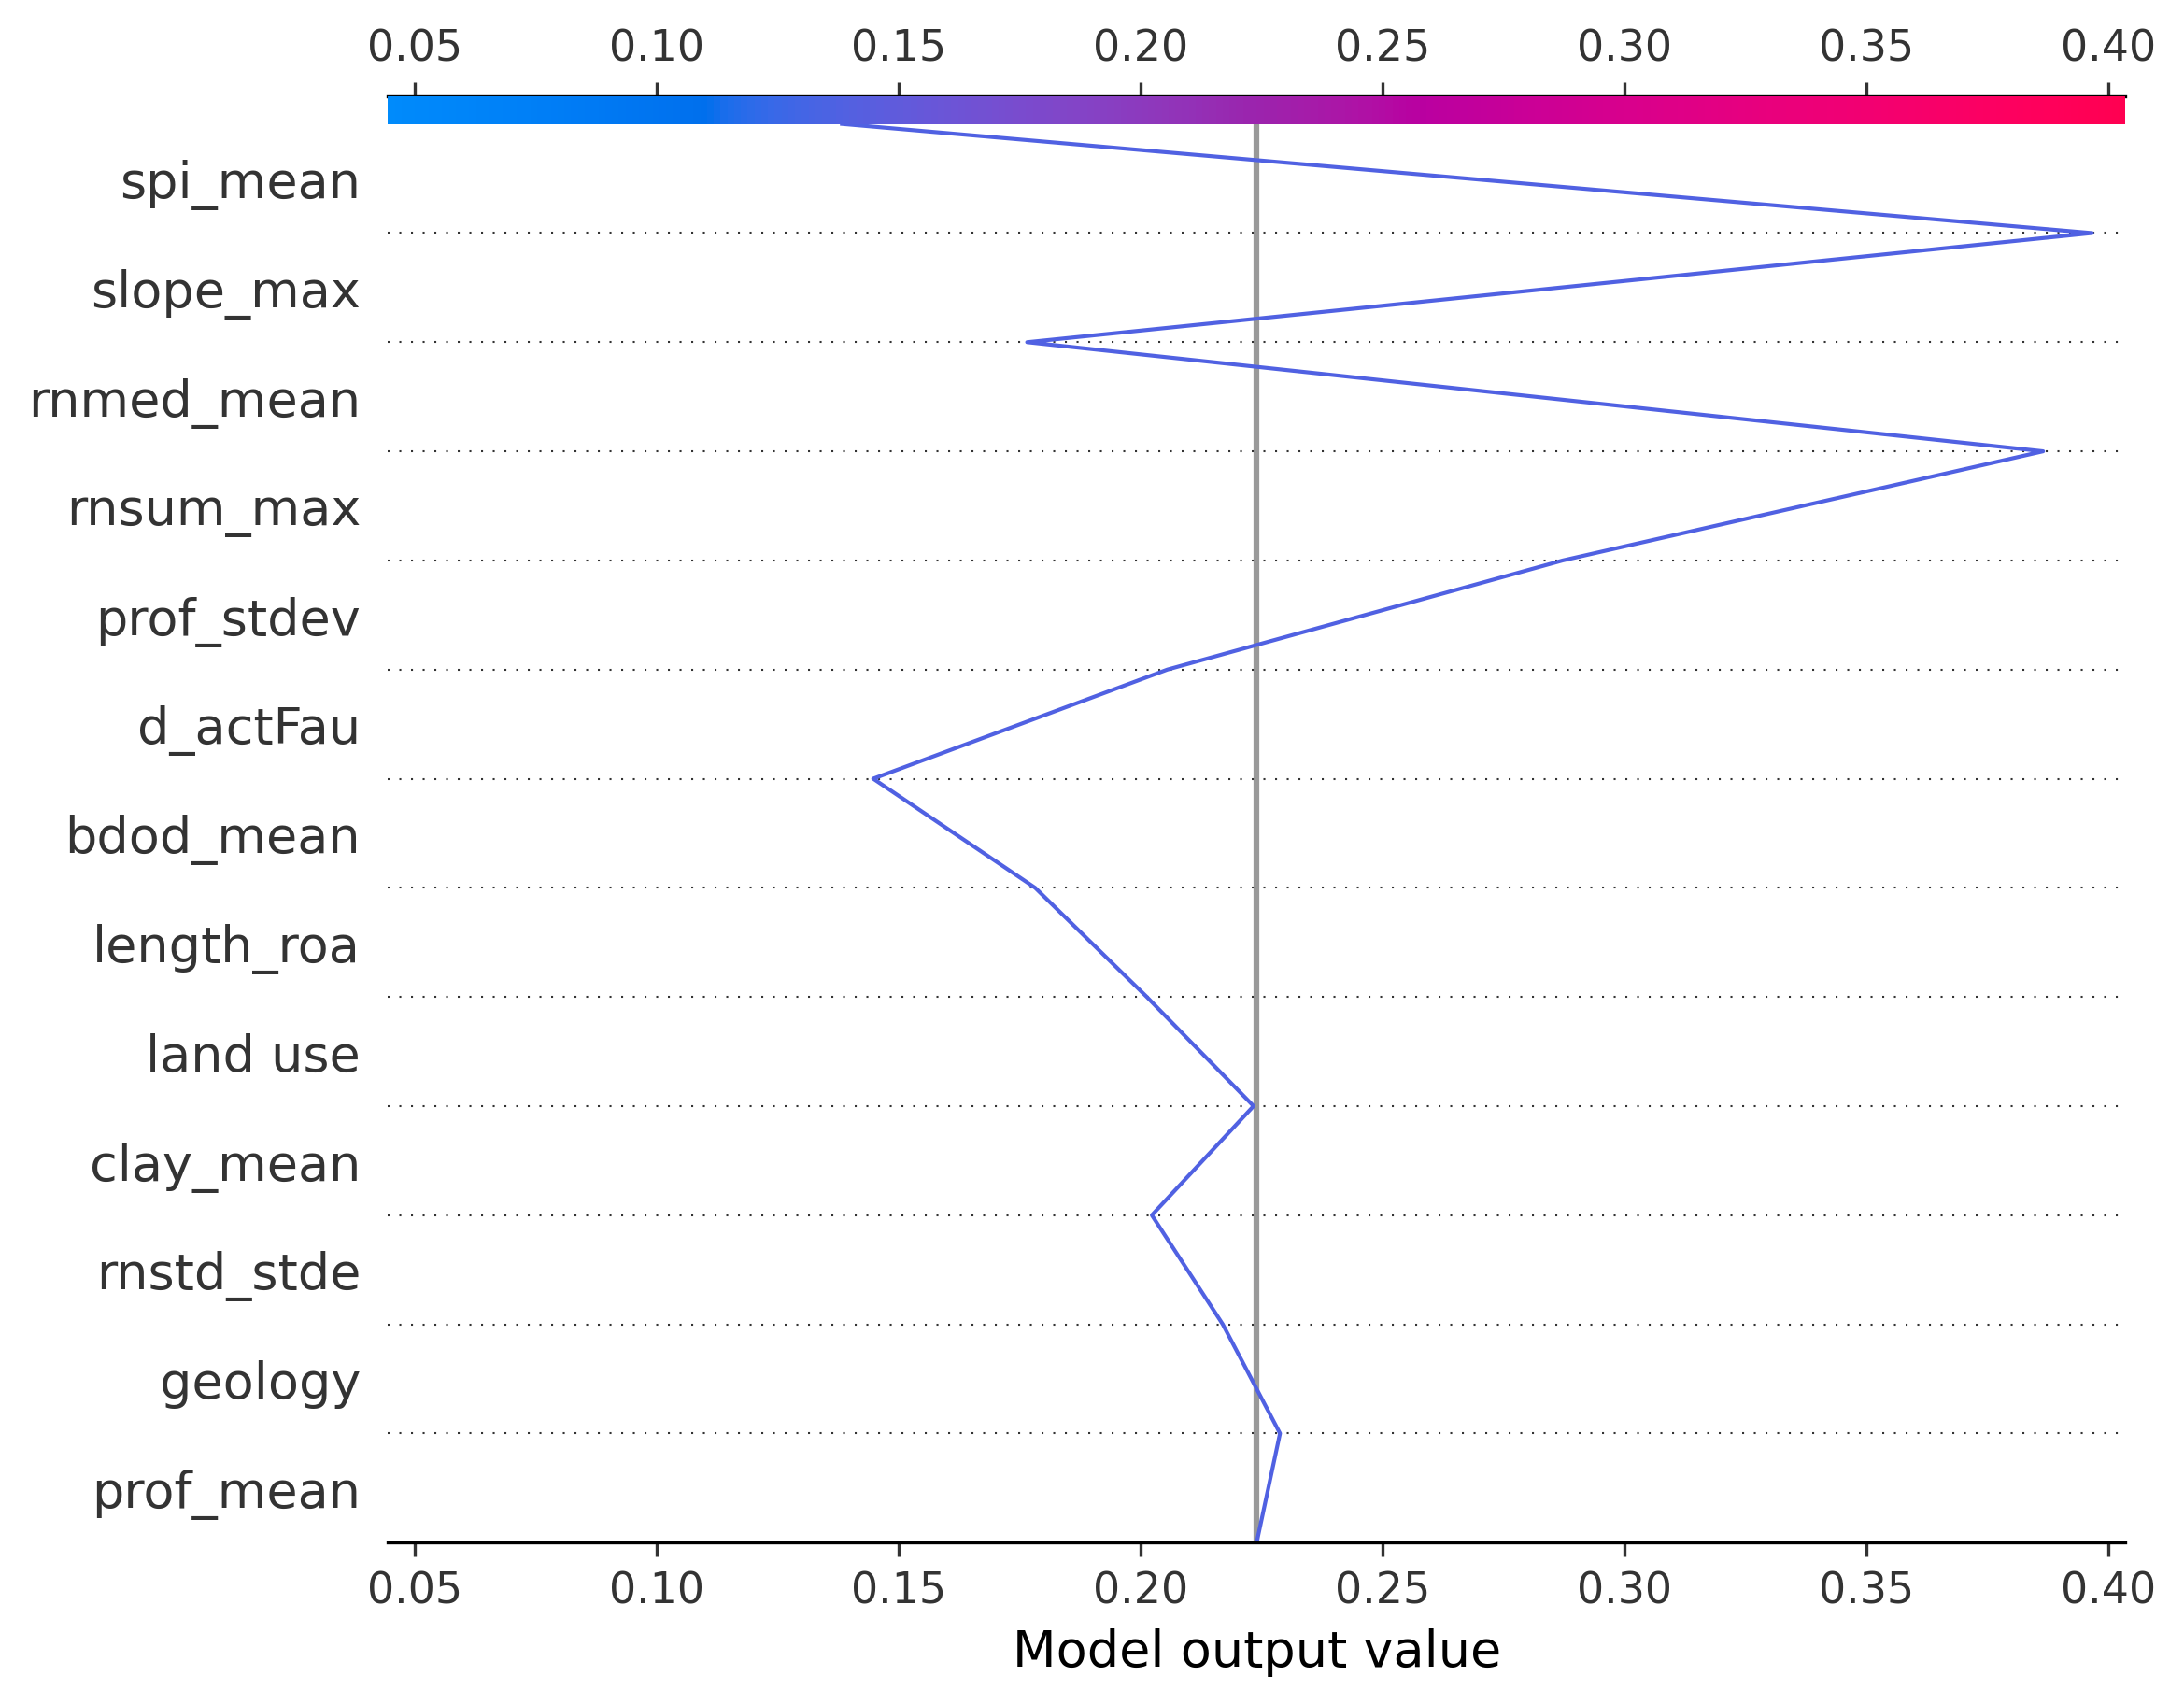 0.05 0.10 0.15 0.20 0.25 0.30 0.35 0.40
spi_mean
slope_max
rnmed_mean
rnsum_max
prof_stdev
d_actFau
bdod_mean
length_roa
land use
clay_mean
rnstd_stde
geology
prof_mean
0.05 0.10 0.15 0.20 0.25 0.30 0.35 0.40
Model output value